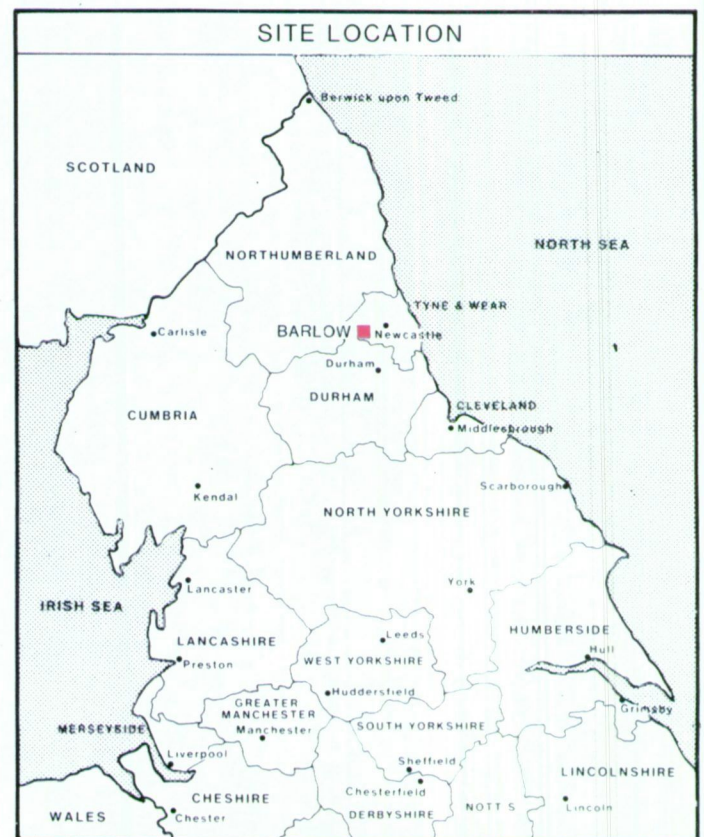 SITE LOCATION
Berwick upon Tweed
SCOTLAND
NORTH SEA
NORTHUMBERLAND
TYNE & WEAR
BARLOW
Newcastle
Carlisle
Durham
DURHAM
CLEVELAND
CUMBRIA
Middlesbrough
Kendal
Scarborough
NORTH YORKSHIRE
Lancaster
York
IRISH SEA
HUMBERSIDE
Leeds
LANCASHIRE
Hull
WEST YORKSHIRE
Preston
Huddersfield
GREATER
MANCHESTER
Grimsby
SOUTH YORKSHIRE
MERSEYSIDE
Manchester
Liverpool
Sheffield
LINCOLNSHIRE
Chesterfield
CHESHIRE
NOTTS
Lincoln
WALES
Chester
DERBYSHIRE